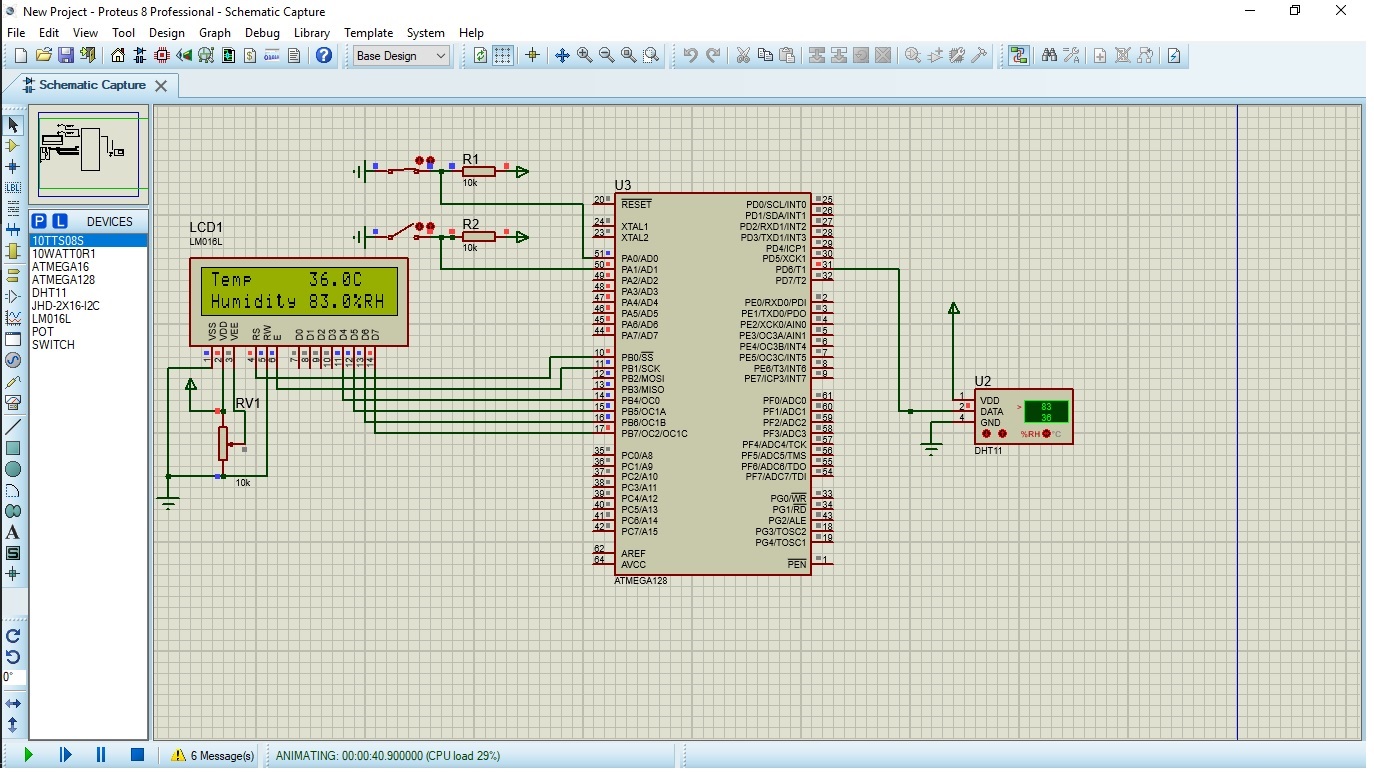 New Project - Proteus 8 Professional - Schematic Capture
File Edit View Tool Design Graph Debug Library Template System Help
Base Design
Schematic Capture
P L DEVICES
10TTS08S
10WATT0R1
ATMEGA16
ATMEGA128
DHT11
JHD-2X16-I2C
LM016L
POT
SWITCH
LBL
A
S
0°
R1
10k
R2
10k
LCD1
LM016L
Temp 36.0C
Humidity 83.0%RH
VSS VDD VEE RS RW E D0 D1 D2 D3 D4 D5 D6 D7
1 2 3 4 5 6 7 8 9 10 11 12 13 14
RV1
10k
U3
20 RESET
24 XTAL1
23 XTAL2
51 PA0/AD0
50 PA1/AD1
49 PA2/AD2
48 PA3/AD3
47 PA4/AD4
46 PA5/AD5
45 PA6/AD6
44 PA7/AD7
10 PB0/SS
11 PB1/SCK
12 PB2/MOSI
13 PB3/MISO
14 PB4/OC0
15 PB5/OC1A
16 PB6/OC1B
17 PB7/OC2/OC1C
35 PC0/A8
36 PC1/A9
37 PC2/A10
38 PC3/A11
39 PC4/A12
40 PC5/A13
41 PC6/A14
42 PC7/A15
62 AREF
64 AVCC
PD0/SCL/INT0 25
PD1/SDA/INT1 26
PD2/RXD1/INT2 27
PD3/TXD1/INT3 28
PD4/ICP1 29
PD5/XCK1 30
PD6/T1 31
PD7/T2 32
PE0/RXD0/PDI 2
PE1/TXD0/PDO 3
PE2/XCK0/AIN0 4
PE3/OC3A/AIN1 5
PE4/OC3B/INT4 6
PE5/OC3C/INT5 7
PE6/T3/INT6 8
PE7/ICP3/INT7 9
PF0/ADC0 61
PF1/ADC1 60
PF2/ADC2 59
PF3/ADC3 58
PF4/ADC4/TCK 57
PF5/ADC5/TMS 56
PF6/ADC6/TDO 55
PF7/ADC7/TDI 54
PG0/WR 33
PG1/RD 34
PG2/ALE 43
PG3/TOSC2 18
PG4/TOSC1 19
PEN 1
ATMEGA128
U2
1 VDD
2 DATA
4 GND
> 83
36
%RH °C
DHT11
6 Message(s)
ANIMATING: 00:00:40.900000 (CPU load 29%)